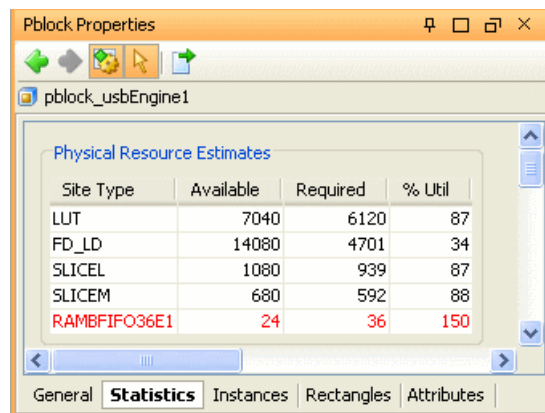 Pblock Properties
pblock_usbEngine1
Physical Resource Estimates
Site Type Available Required % Util
LUT 7040 6120 87
FD_LD 14080 4701 34
SLICEL 1080 939 87
SLICEM 680 592 88
RAMBFIFO36E1 24 36 150
General Statistics Instances Rectangles Attributes